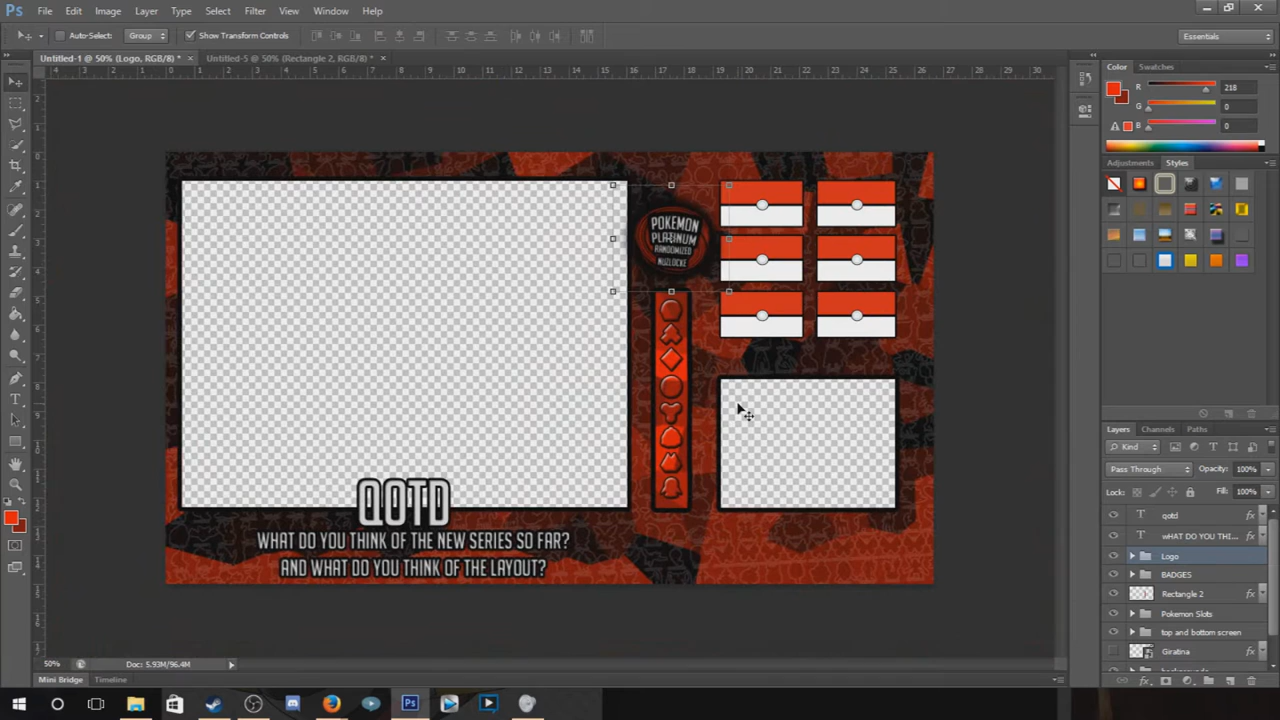 Ps File Edit Image Layer Type Select Filter View Window Help
Auto-Select: Group Show Transform Controls Essentials
Untitled-1 @ 50% (Logo, RGB/8) * × Untitled-5 @ 50% (Rectangle 2, RGB/8) * ×
Color Swatches
R 218
G 0
B 0
Adjustments Styles
POKEMON
PLATINUM
RANDOMIZED
NUZLOCKE
QOTD
WHAT DO YOU THINK OF THE NEW SERIES SO FAR?
AND WHAT DO YOU THINK OF THE LAYOUT?
Layers Channels Paths
Kind
Pass Through Opacity: 100%
Lock: Fill: 100%
T qotd fx
T wHAT DO YOU THI... fx
Logo
BADGES
Rectangle 2 fx
Pokemon Slots
top and bottom screen
Giratina
50% Doc: 5.93M/96.4M
Mini Bridge Timeline